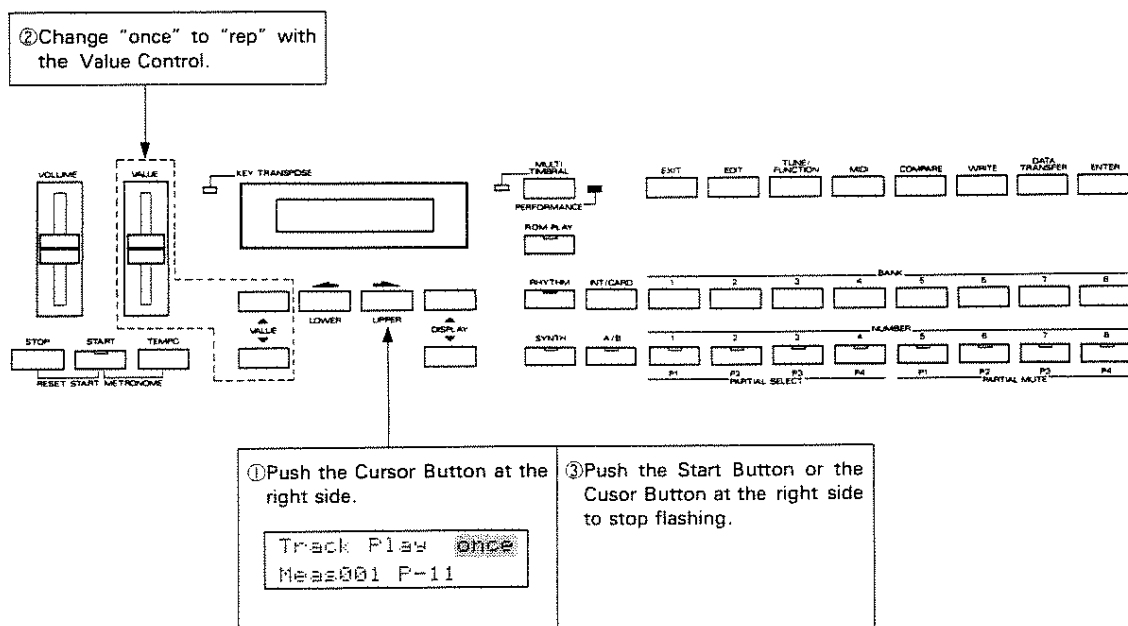 ②Change "once" to "rep" with
the Value Control.
VOLUME VALUE KEY TRANSPOSE MULTI TIMBRAL EXIT EDIT TUNE/FUNCTION MIDI COMPARE WRITE DATA TRANSFER ENTER
PERFORMANCE
ROM PLAY
BANK
RHYTHM INT/CARD 1 2 3 4 5 6 7 8
VALUE LOWER UPPER DISPLAY
NUMBER
STOP START TEMPO SYNTH A/B 1 2 3 4 5 6 7 8
RESET START METRONOME
P1 P2 P3 P4 P1 P2 P3 P4
PARTIAL SELECT PARTIAL MUTE
①Push the Cursor Button at the
right side.
Track Play once
Meas001 P-11
③Push the Start Button or the
Cusor Button at the right side
to stop flashing.